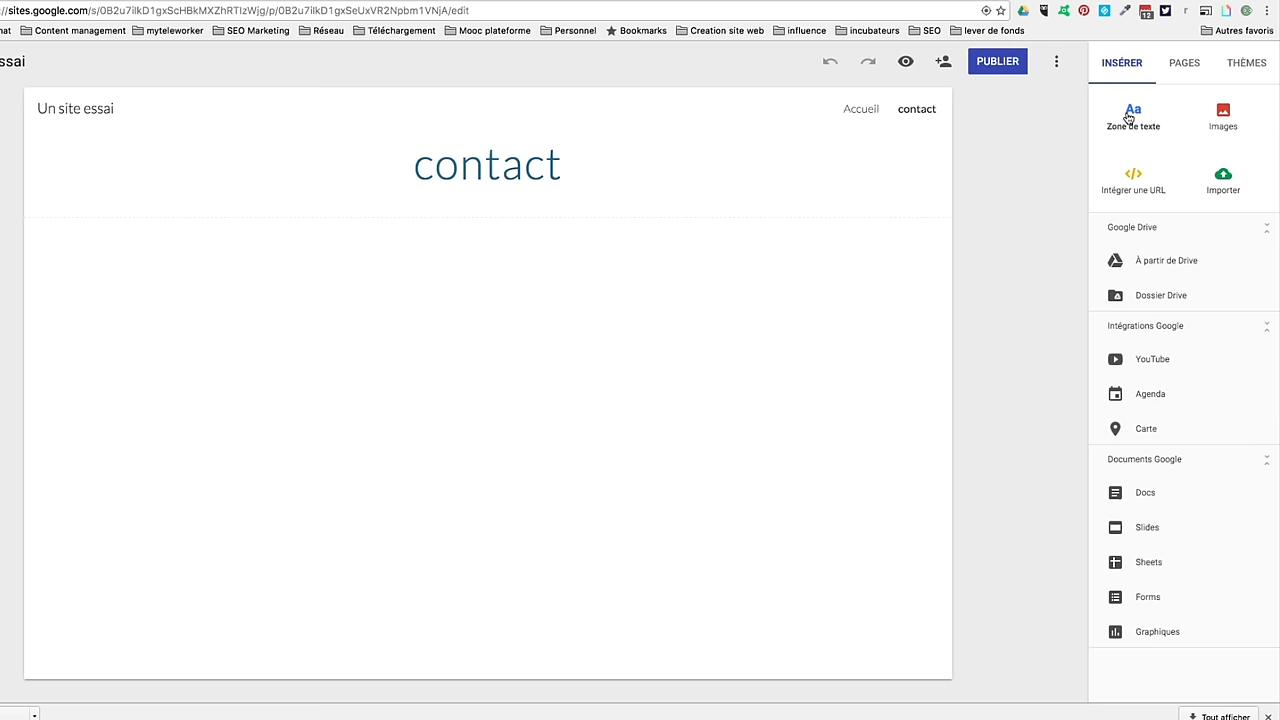 ://sites.google.com/s/0B2u7ilkD1gxScHBkMXZhRTIzWjg/p/0B2u7ilkD1gxSeUxVR2Npbm1VNjA/edit
Content management myteleworker SEO Marketing Réseau Téléchargement Mooc plateforme Personnel Bookmarks Creation site web influence incubateurs SEO lever de fonds Autres favoris
ssai
PUBLIER
INSÉRER PAGES THÈMES
Un site essai
Accueil contact
contact
Aa
Zone de texte Images
Intégrer une URL Importer
Google Drive
À partir de Drive
Dossier Drive
Intégrations Google
YouTube
Agenda
Carte
Documents Google
Docs
Slides
Sheets
Forms
Graphiques
Tout afficher
12